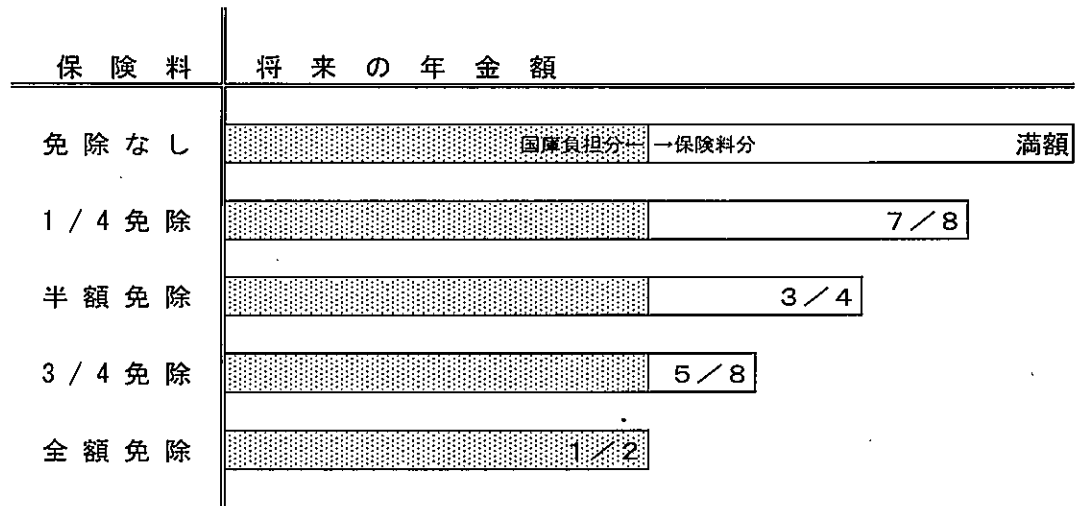 保険料 将来の年金額
免除なし 国庫負担分← →保険料分 満額
1/4免除 7/8
半額免除 3/4
3/4免除 5/8
全額免除 1/2